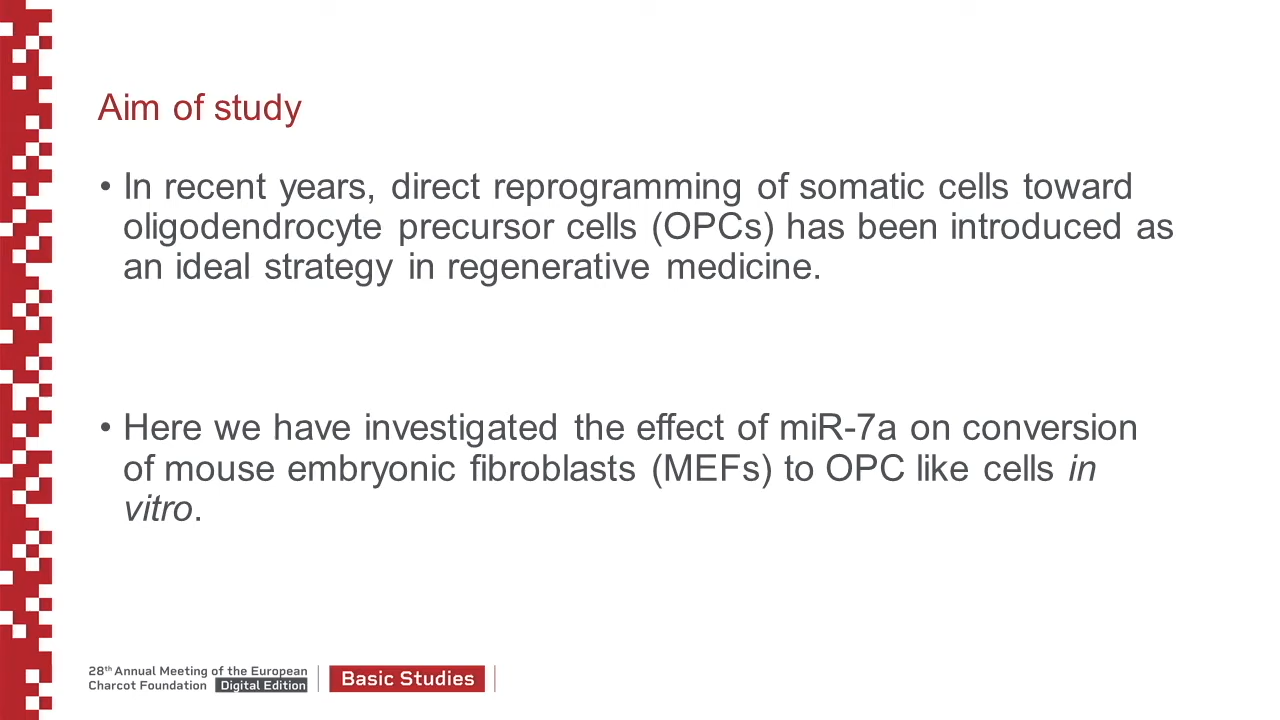 Aim of study
• In recent years, direct reprogramming of somatic cells toward
oligodendrocyte precursor cells (OPCs) has been introduced as
an ideal strategy in regenerative medicine.
• Here we have investigated the effect of miR-7a on conversion
of mouse embryonic fibroblasts (MEFs) to OPC like cells in
vitro.
28th Annual Meeting of the European
Charcot Foundation Digital Edition
Basic Studies